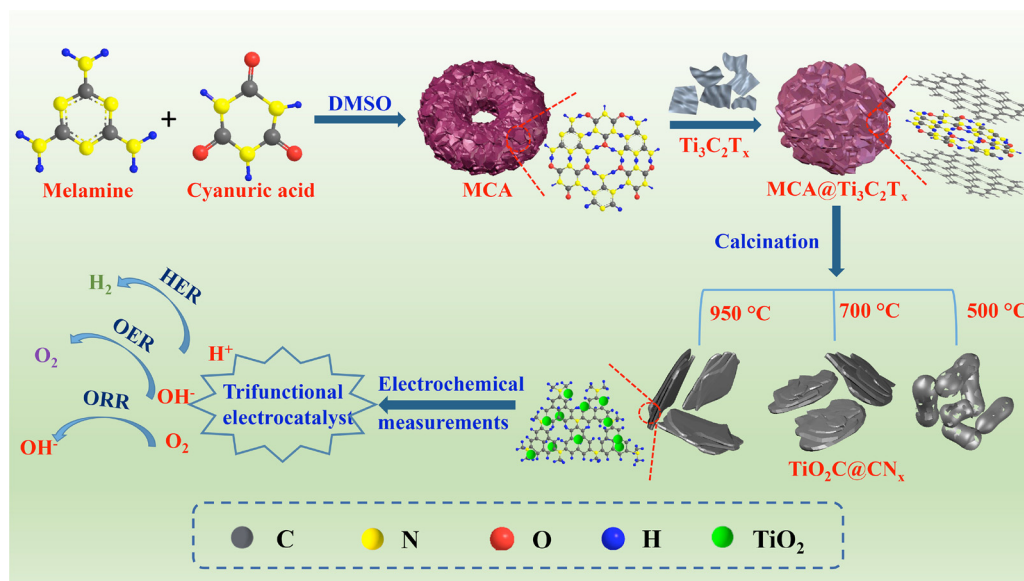 DMSO
Melamine
+
Cyanuric acid
MCA
Ti₃C₂Tₓ
MCA@Ti₃C₂Tₓ
Calcination
950 °C
700 °C
500 °C
TiO₂C@CNₓ
Electrochemical
measurements
Trifunctional
electrocatalyst
HER
H₂
H⁺
OER
O₂
OH⁻
ORR
OH⁻
O₂
C
N
O
H
TiO₂